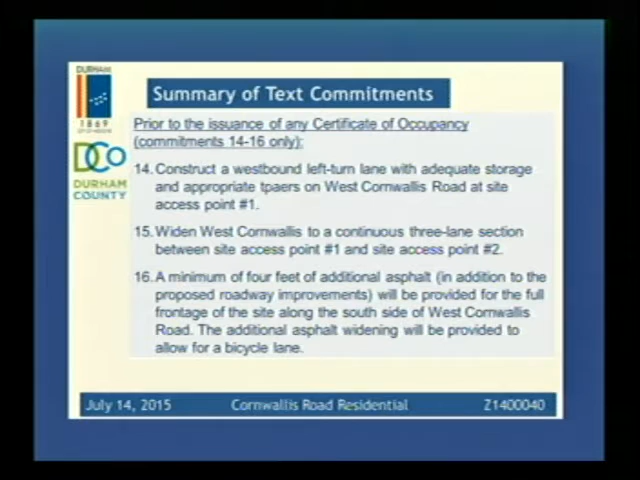 DURHAM
1869
DCO
DURHAM
COUNTY
Summary of Text Commitments
Prior to the issuance of any Certificate of Occupancy
(commitments 14-16 only):
14. Construct a westbound left-turn lane with adequate storage
and appropriate tpaers on West Cornwallis Road at site
access point #1.
15. Widen West Cornwallis to a continuous three-lane section
between site access point #1 and site access point #2.
16. A minimum of four feet of additional asphalt (in addition to the
proposed roadway improvements) will be provided for the full
frontage of the site along the south side of West Cornwallis
Road. The additional asphalt widening will be provided to
allow for a bicycle lane.
July 14, 2015 Cornwallis Road Residential Z1400040